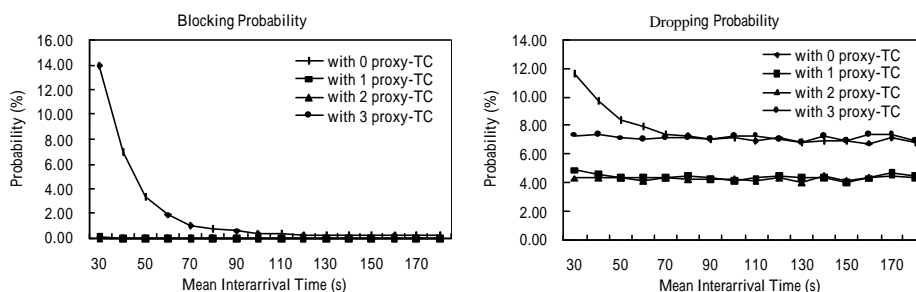 Blocking Probability
16.00
14.00
12.00
10.00
8.00
6.00
4.00
2.00
0.00
Probability (%)
with 0 proxy-TC
with 1 proxy-TC
with 2 proxy-TC
with 3 proxy-TC
30 50 70 90 110 130 150 170
Mean Interarrival Time (s)
Dropping Probability
14.00
12.00
10.00
8.00
6.00
4.00
2.00
0.00
Probability (%)
with 0 proxy-TC
with 1 proxy-TC
with 2 proxy-TC
with 3 proxy-TC
30 50 70 90 110 130 150 170
Mean Interarrival Time (s)